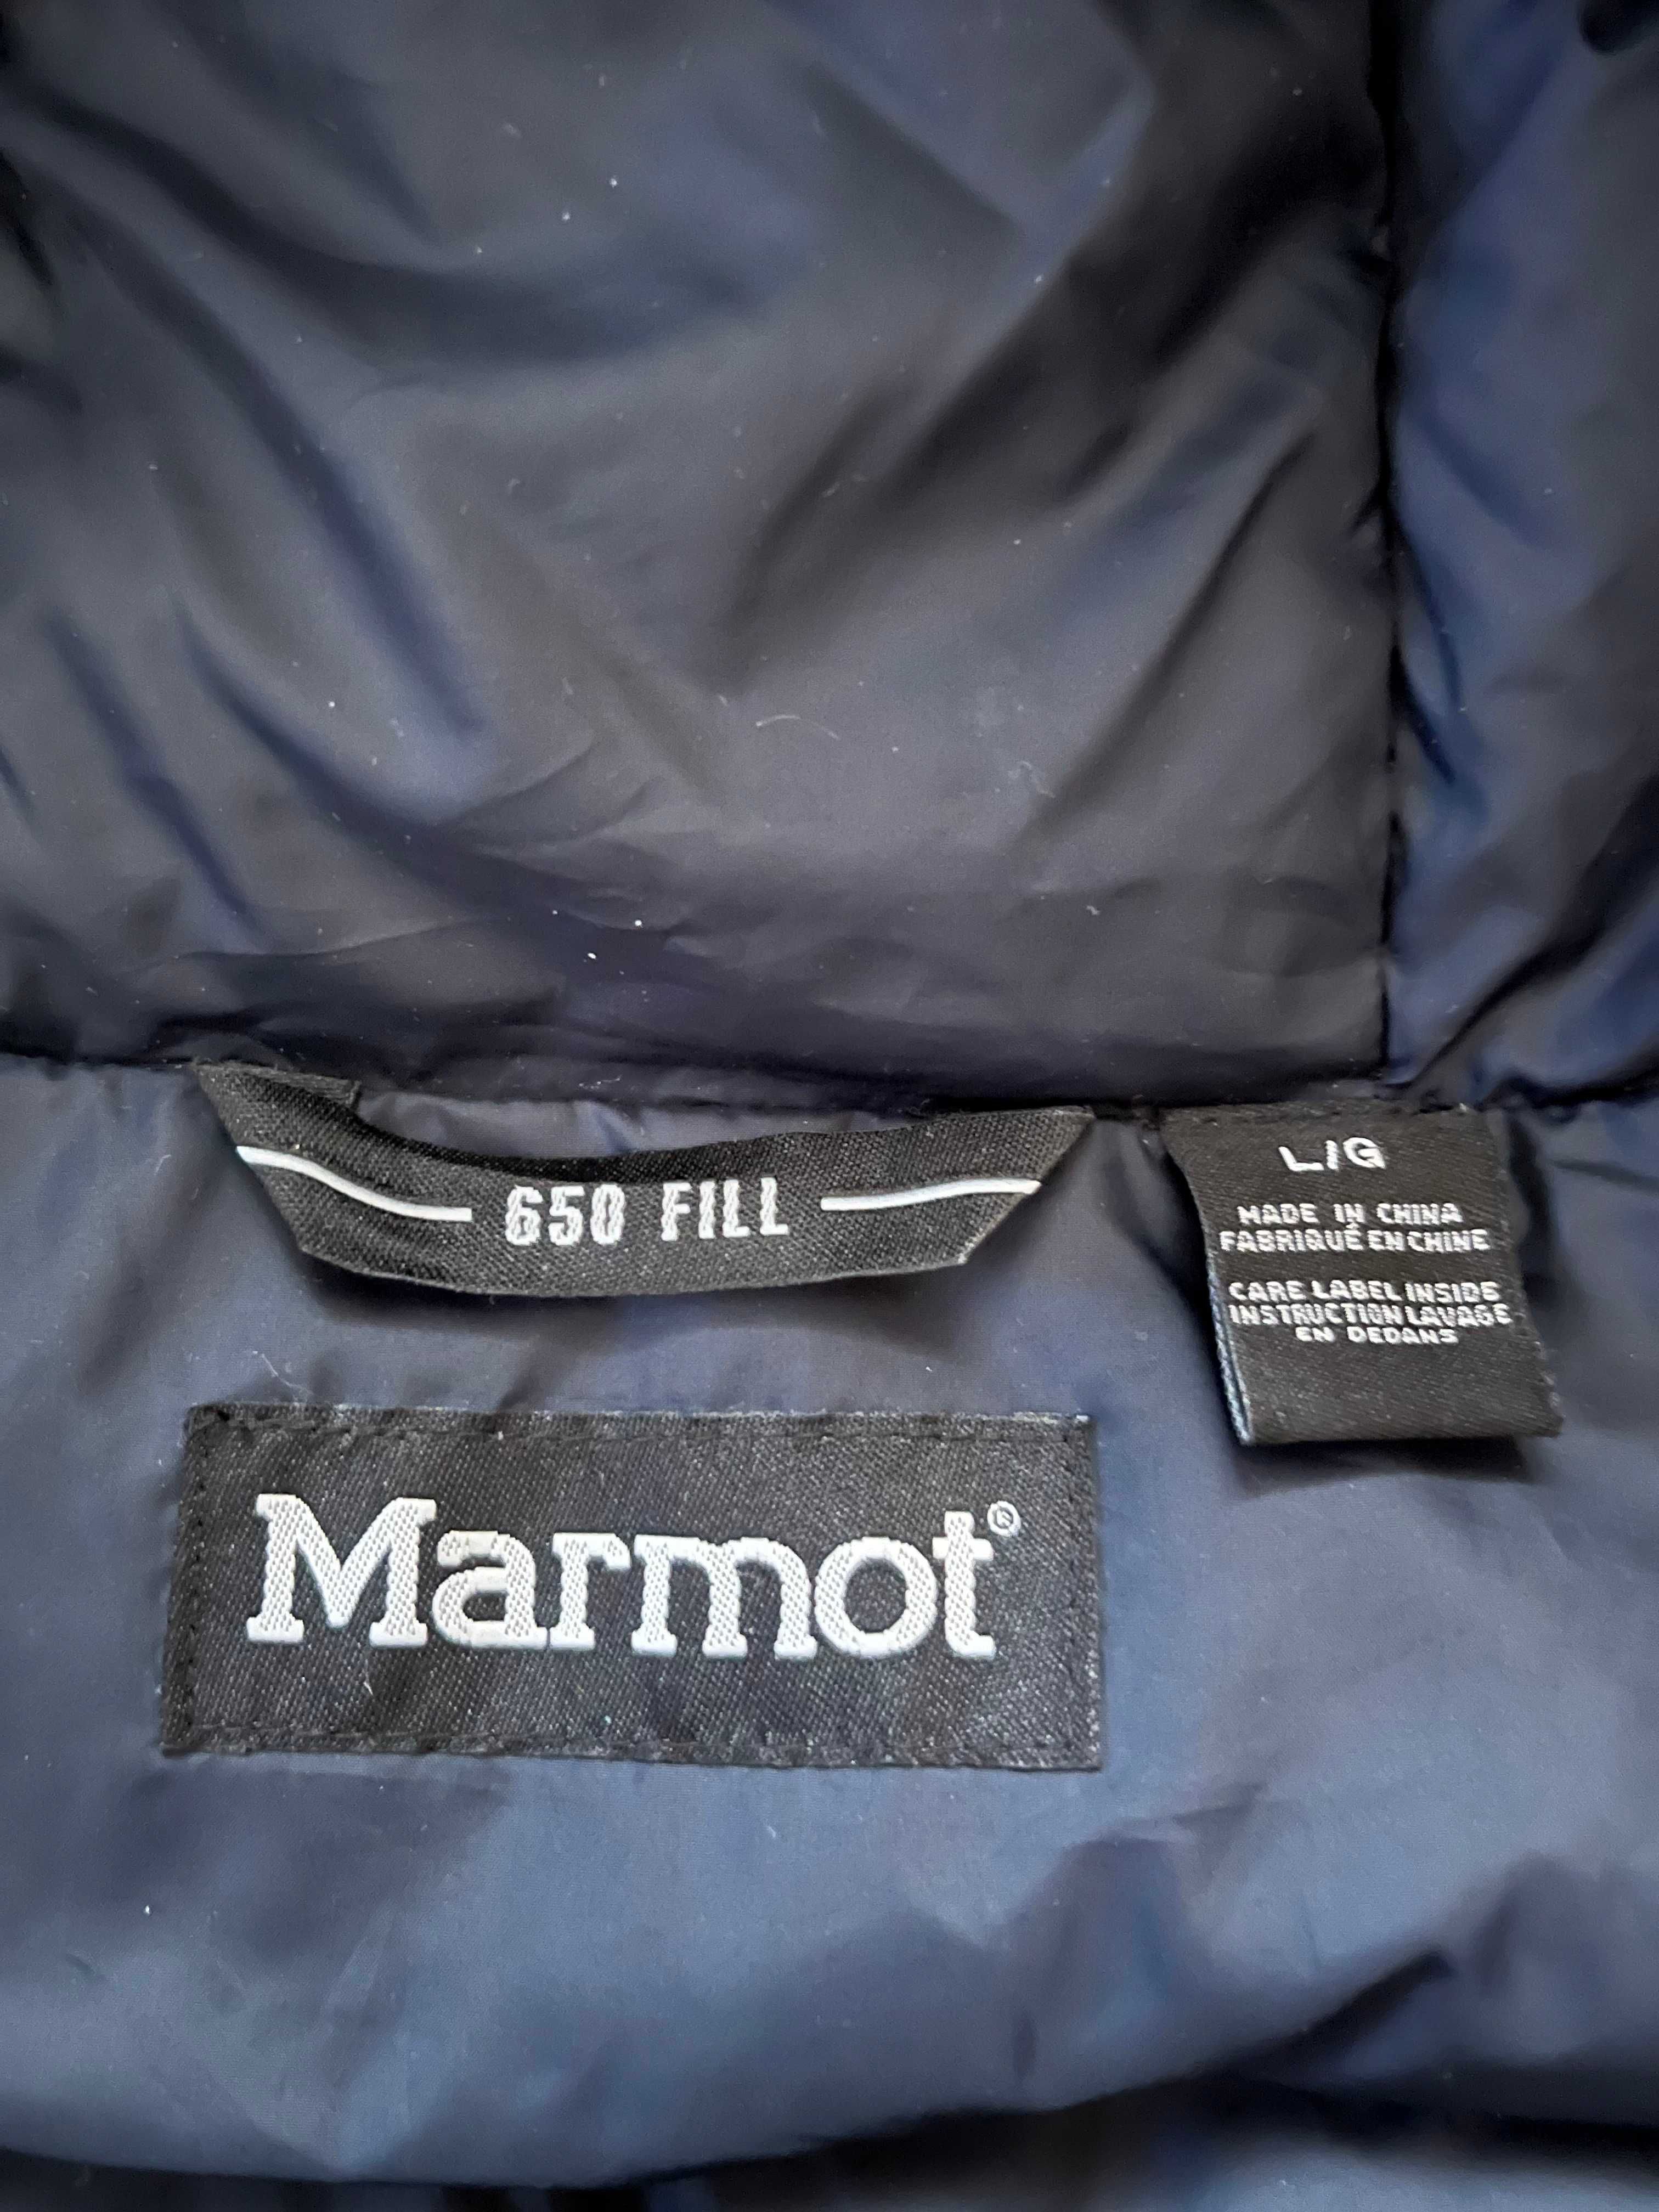 650 FILL
L/G
MADE IN CHINA
FABRIQUÉ EN CHINE
CARE LABEL INSIDE
INSTRUCTION LAVAGE
EN DEDANS
Marmot®